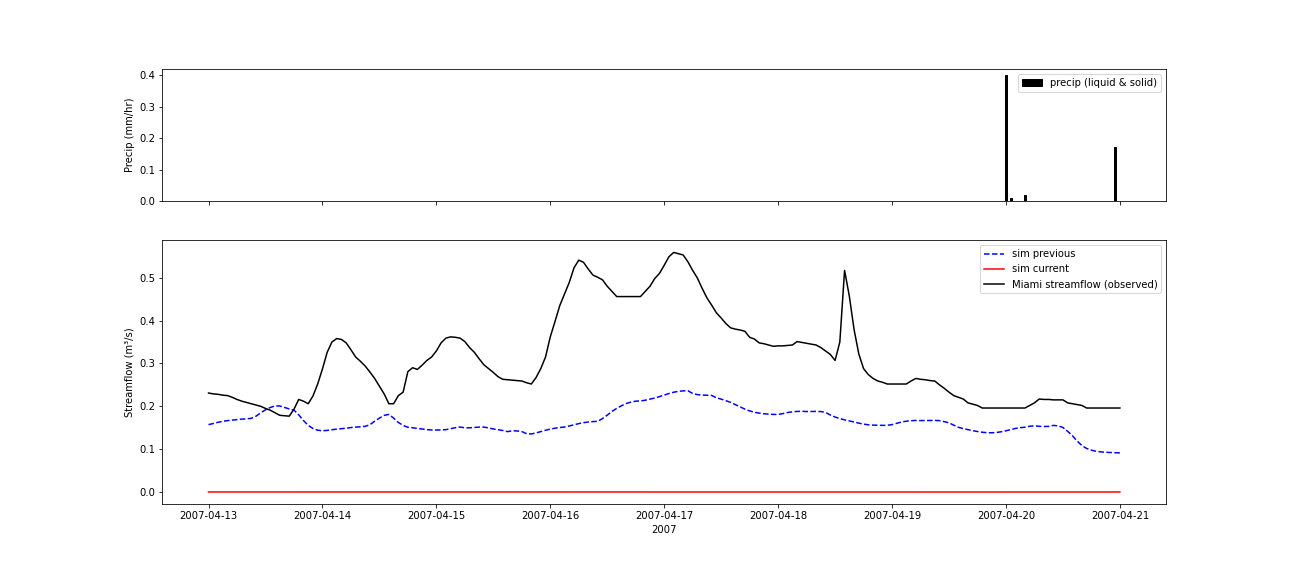 0.4
0.3
0.2
0.1
0.0
Precip (mm/hr)
precip (liquid & solid)
0.5
0.4
0.3
0.2
0.1
0.0
Streamflow (m³/s)
sim previous
sim current
Miami streamflow (observed)
2007-04-13 2007-04-14 2007-04-15 2007-04-16 2007-04-17 2007-04-18 2007-04-19 2007-04-20 2007-04-21
2007